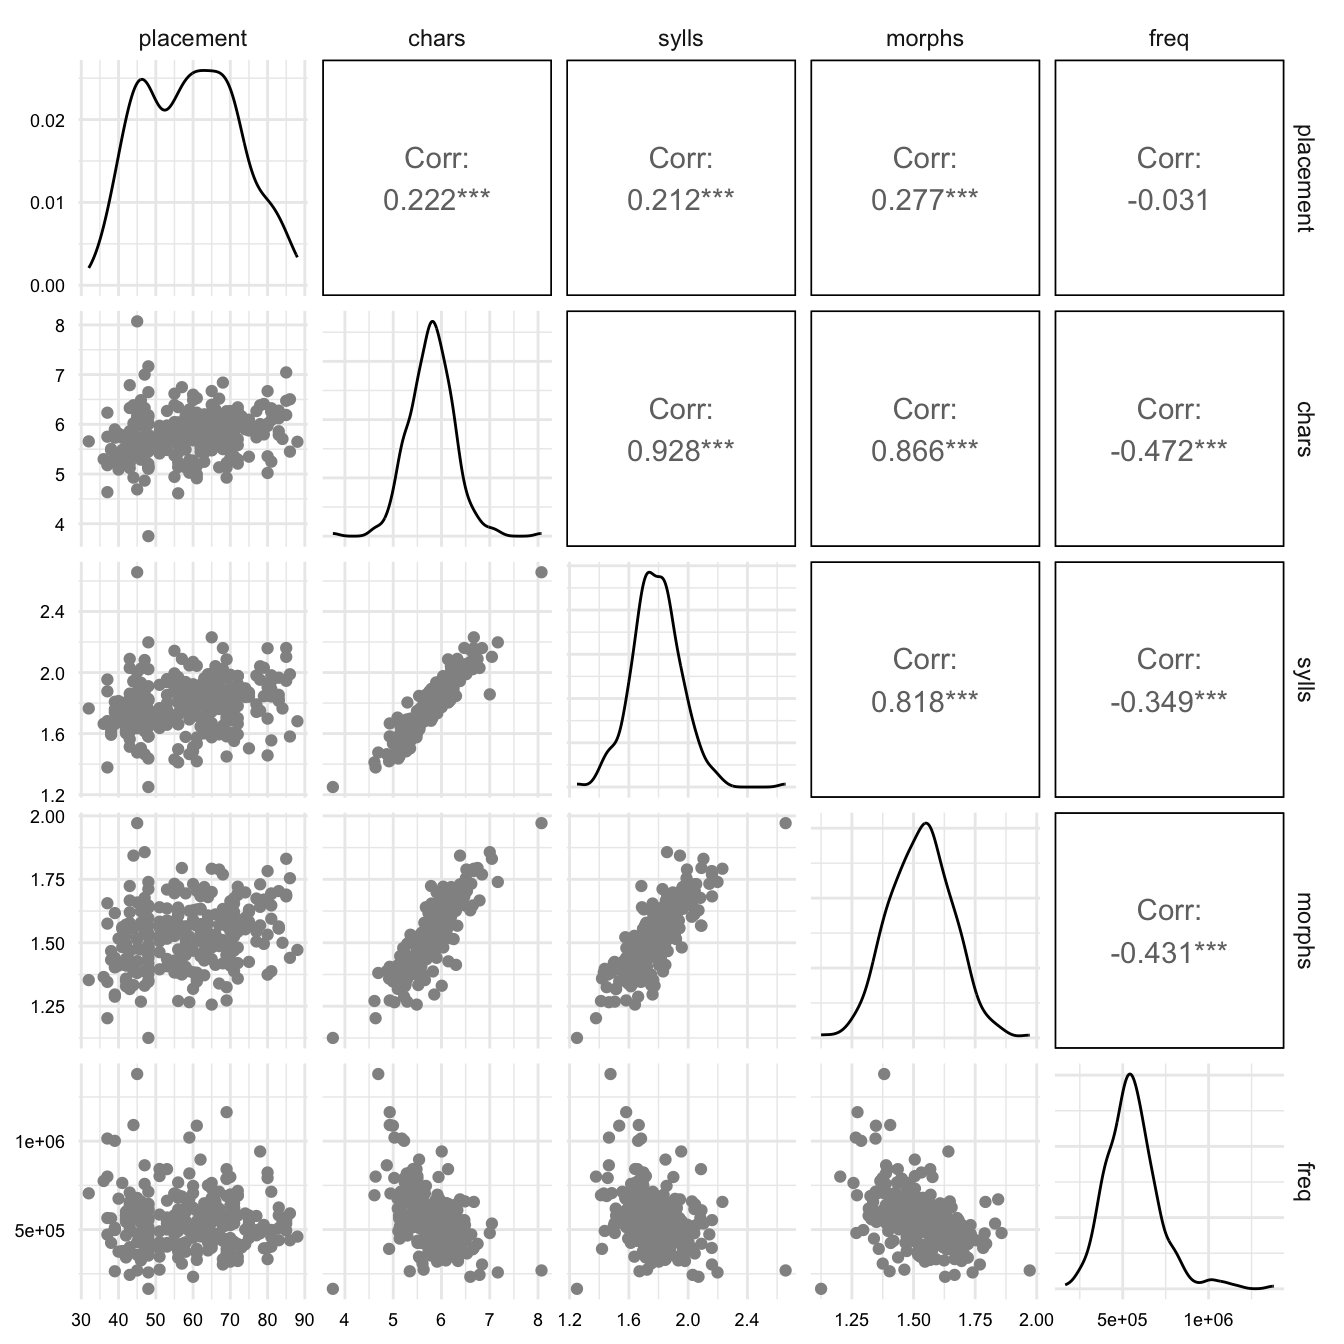 placement chars sylls morphs freq
0.02
0.01
0.00
Corr:
0.222***
Corr:
0.212***
Corr:
0.277***
Corr:
-0.031
placement
8
7
6
5
4
Corr:
0.928***
Corr:
0.866***
Corr:
-0.472***
chars
2.4
2.0
1.6
1.2
Corr:
0.818***
Corr:
-0.349***
sylls
2.00
1.75
1.50
1.25
Corr:
-0.431***
morphs
1e+06
5e+05
freq
30 40 50 60 70 80 90 4 5 6 7 8 1.2 1.6 2.0 2.4 1.25 1.50 1.75 2.00 5e+05 1e+06